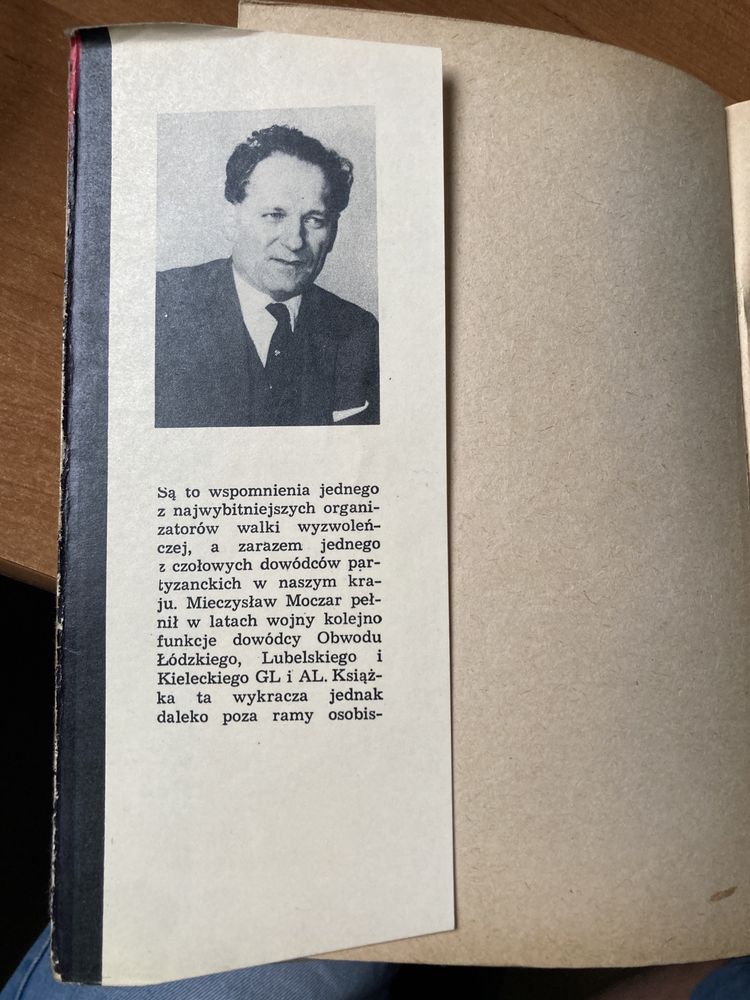 Są to wspomnienia jednego
z najwybitniejszych organi-
zatorów walki wyzwoleń-
czej, a zarazem jednego
z czołowych dowódców par-
tyzanckich w naszym kra-
ju. Mieczysław Moczar peł-
nił w latach wojny kolejno
funkcje dowódcy Obwodu
Łódzkiego, Lubelskiego i
Kieleckiego GL i AL. Książ-
ka ta wykracza jednak
daleko poza ramy osobis-